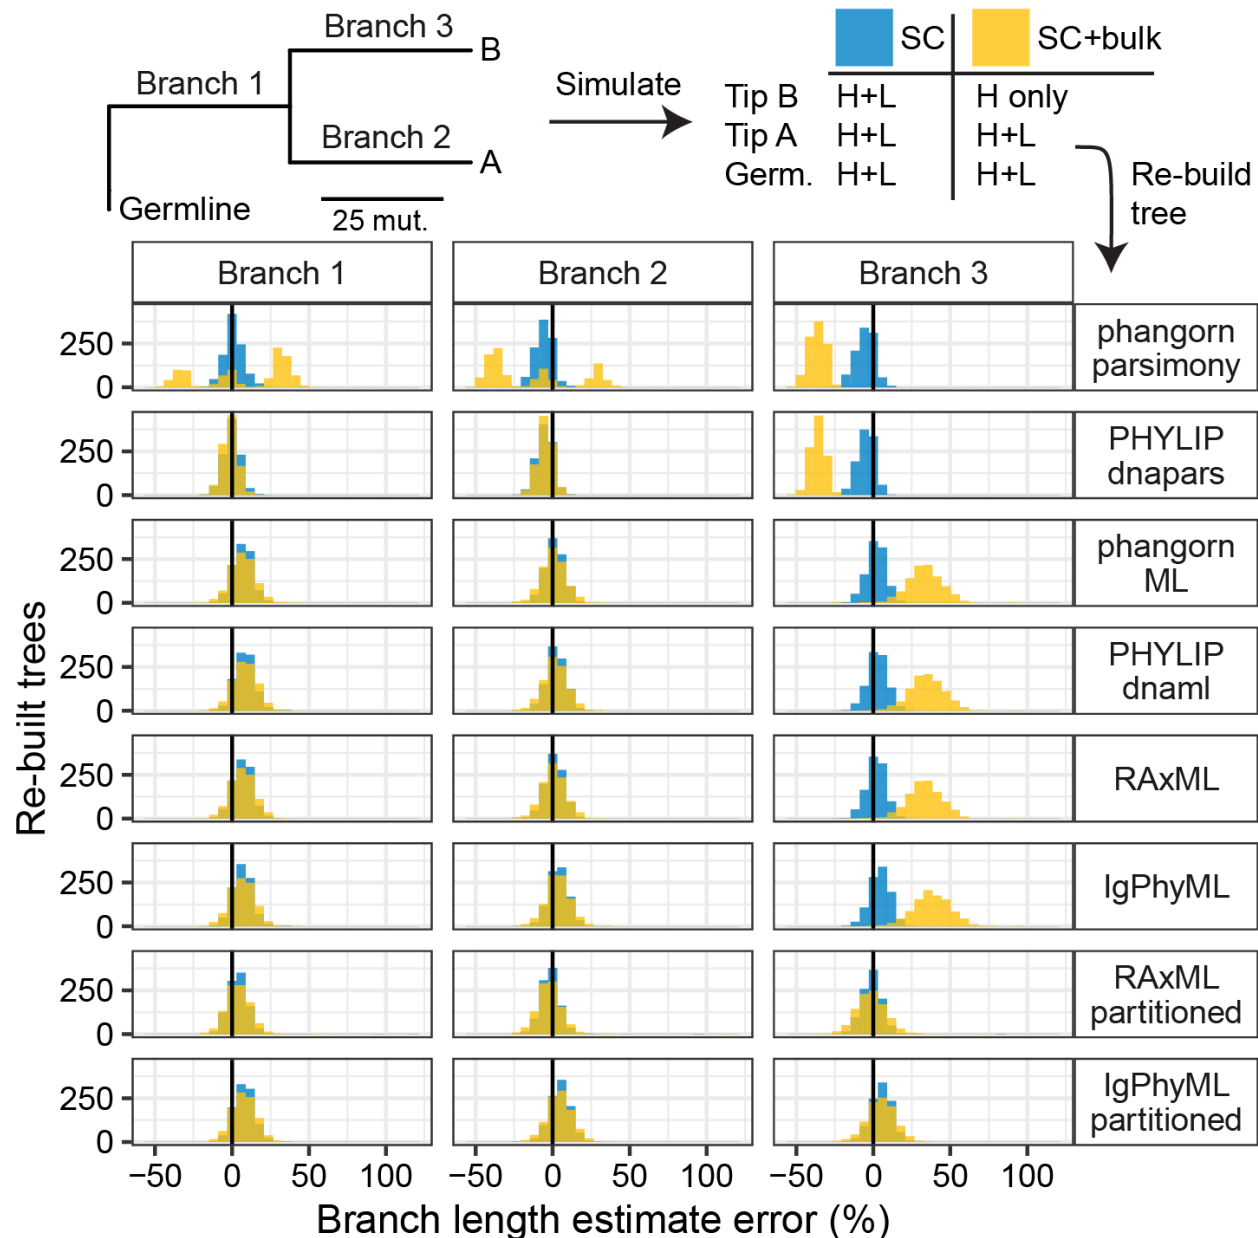 Branch 3
B
Branch 1
Branch 2
A
Germline
25 mut.
Simulate
SC SC+bulk
Tip B H+L H only
Tip A H+L H+L
Germ. H+L H+L
Re-build
tree
Branch 1 Branch 2 Branch 3
250
0
phangorn
parsimony
250
0
PHYLIP
dnapars
250
0
phangorn
ML
250
0
PHYLIP
dnaml
250
0
RAxML
250
0
IgPhyML
250
0
RAxML
partitioned
250
0
IgPhyML
partitioned
−50 0 50 100 −50 0 50 100 −50 0 50 100
Re-built trees
Branch length estimate error (%)